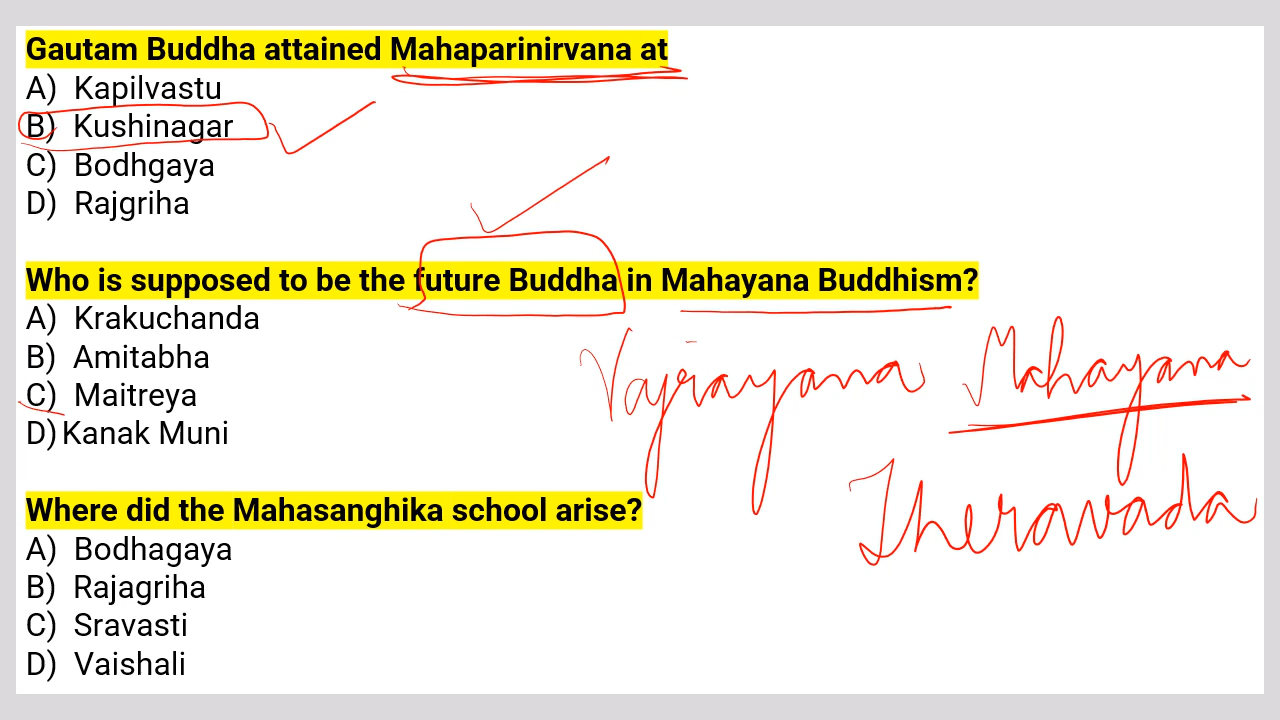 Gautam Buddha attained Mahaparinirvana at
A) Kapilvastu
B) Kushinagar
C) Bodhgaya
D) Rajgriha
Who is supposed to be the future Buddha in Mahayana Buddhism?
A) Krakuchanda
B) Amitabha
C) Maitreya
D) Kanak Muni
Vajrayana Mahayana
Theravada
Where did the Mahasanghika school arise?
A) Bodhagaya
B) Rajagriha
C) Sravasti
D) Vaishali